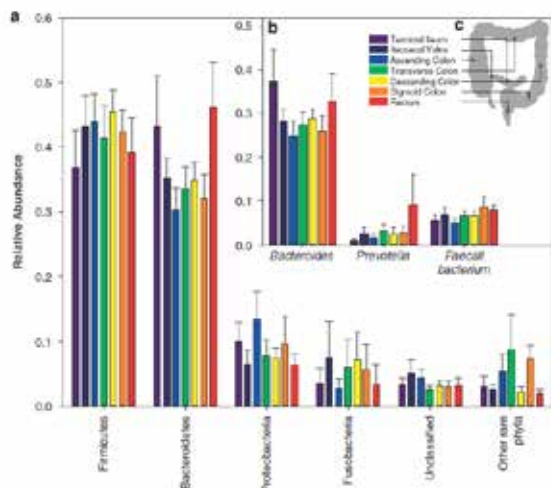 a
b
c
Terminal Ileum
Ileocecal Valve
Ascending Colon
Transverse Colon
Descending Colon
Sigmoid Colon
Rectum
Relative Abundance
0.6
0.5
0.4
0.3
0.2
0.1
0.0
0.5
0.4
0.3
0.2
0.1
0.0
Bacteroides
Prevotella
Faecali
bacterium
Firmicutes
Bacteroidetes
Proteobacteria
Fusobacteria
Unclassified
Other rare
phyla